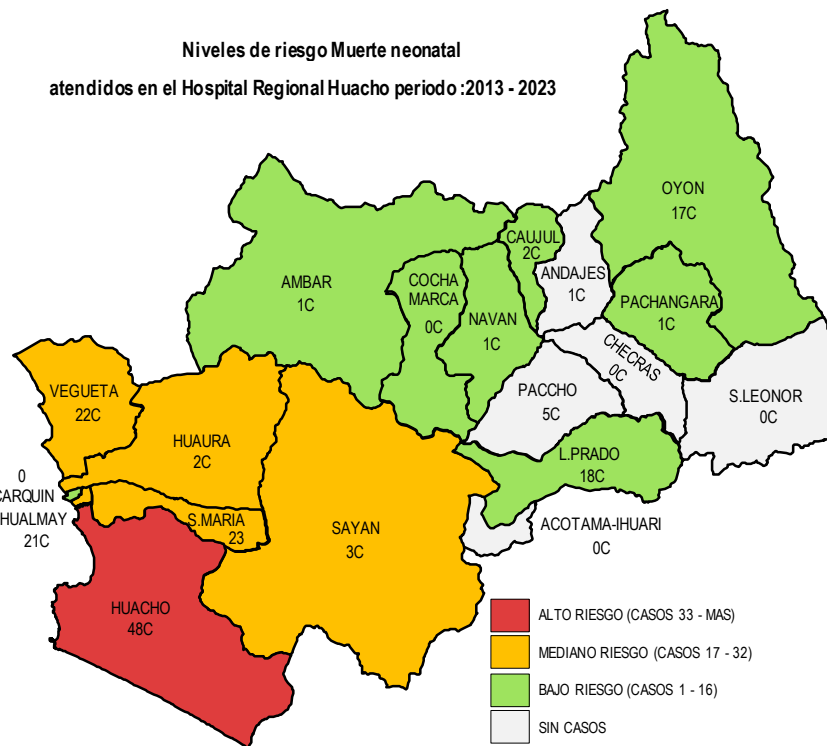 Niveles de riesgo Muerte neonatal
atendidos en el Hospital Regional Huacho periodo :2013 - 2023
OYON
17C
CAUJUL
2C
ANDAJES
1C
AMBAR
1C
COCHA
MARCA
0C
NAVAN
1C
PACHANGARA
1C
CHECRAS
0C
VEGUETA
22C
PACCHO
5C
S.LEONOR
0C
HUAURA
2C
L.PRADO
18C
0
CARQUIN
HUALMAY
21C
S.MARIA
23
SAYAN
3C
ACOTAMA-IHUARI
0C
HUACHO
48C
ALTO RIESGO (CASOS 33 - MAS)
MEDIANO RIESGO (CASOS 17 - 32)
BAJO RIESGO (CASOS 1 - 16)
SIN CASOS